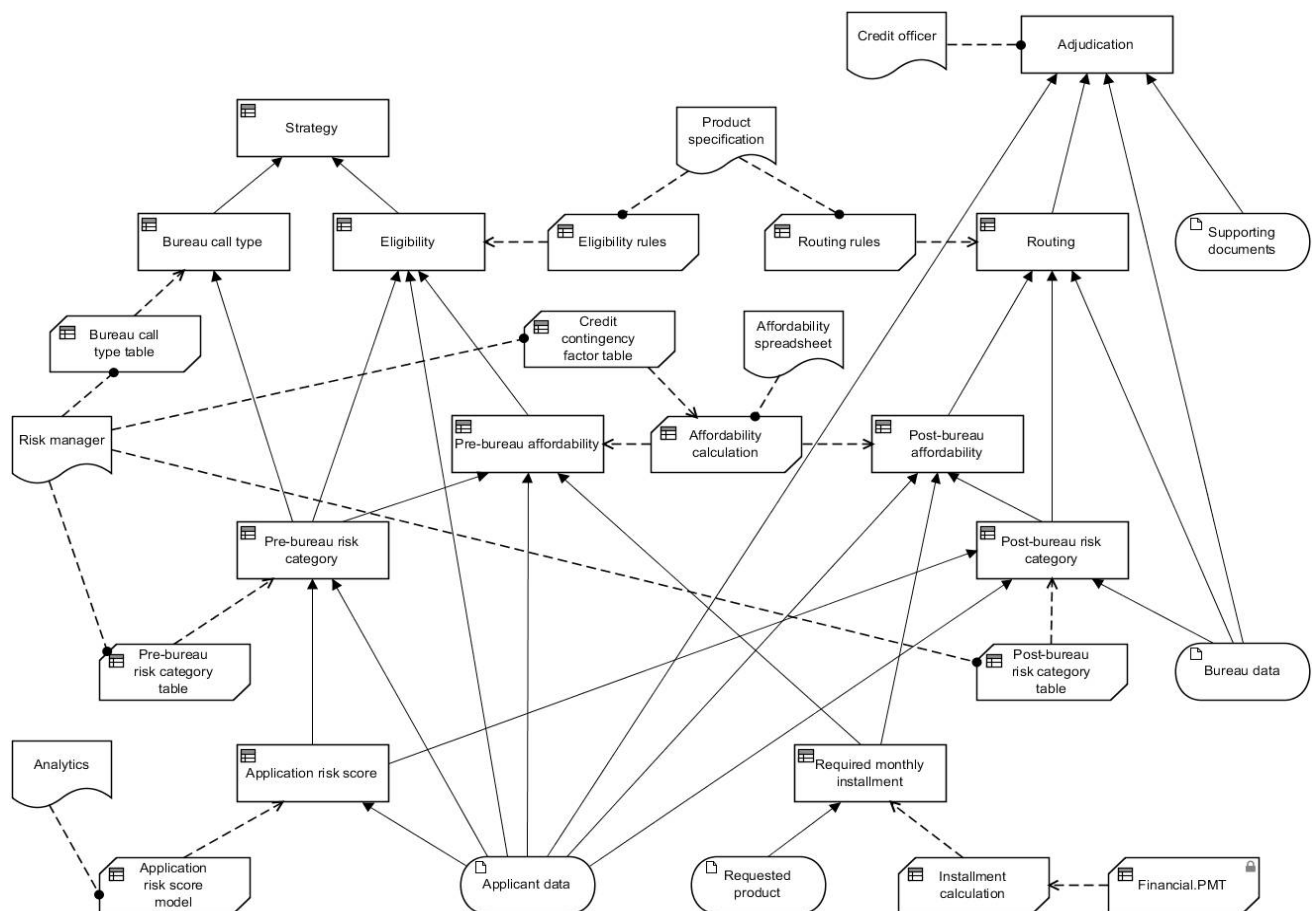 Credit officer
Adjudication
Strategy
Product
specification
Bureau call type
Eligibility
Eligibility rules
Routing rules
Routing
Supporting
documents
Bureau call
type table
Credit
contingency
factor table
Affordability
spreadsheet
Risk manager
Pre-bureau affordability
Affordability
calculation
Post-bureau
affordability
Pre-bureau risk
category
Post-bureau risk
category
Pre-bureau
risk category
table
Post-bureau
risk category
table
Bureau data
Analytics
Application risk score
Required monthly
installment
Application
risk score
model
Applicant data
Requested
product
Installment
calculation
Financial.PMT